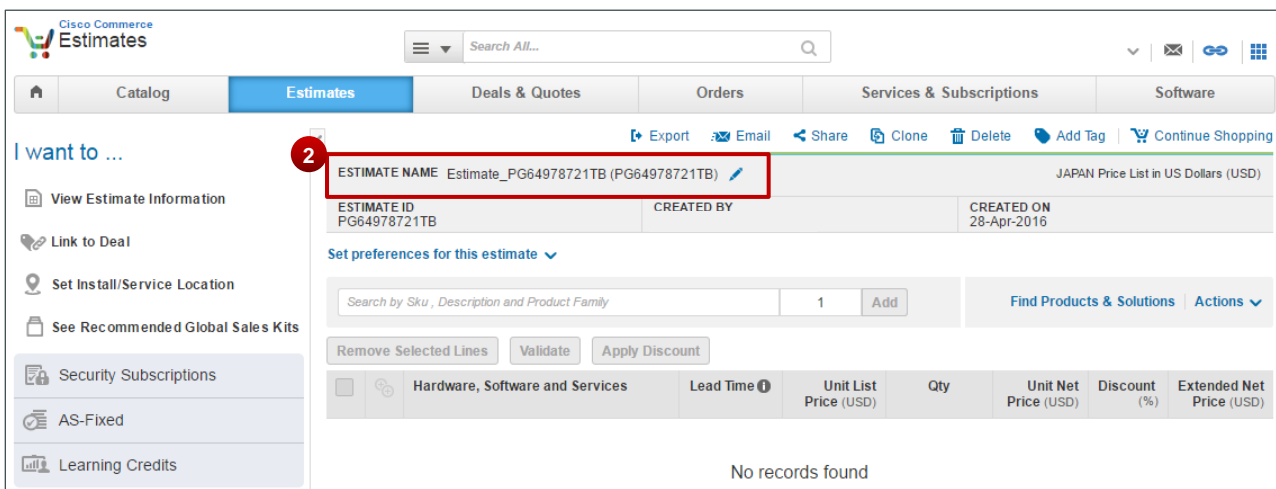 Cisco Commerce
Estimates
Search All...
Catalog
Estimates
Deals & Quotes
Orders
Services & Subscriptions
Software
Export
Email
Share
Clone
Delete
Add Tag
Continue Shopping
I want to ...
2
ESTIMATE NAME Estimate_PG64978721TB (PG64978721TB)
JAPAN Price List in US Dollars (USD)
View Estimate Information
ESTIMATE ID
PG64978721TB
CREATED BY
CREATED ON
28-Apr-2016
Link to Deal
Set preferences for this estimate
Set Install/Service Location
Search by Sku , Description and Product Family
1
Add
Find Products & Solutions
Actions
See Recommended Global Sales Kits
Remove Selected Lines
Validate
Apply Discount
Security Subscriptions
Hardware, Software and Services
Lead Time
Unit List
Price (USD)
Qty
Unit Net
Price (USD)
Discount
(%)
Extended Net
Price (USD)
AS-Fixed
Learning Credits
No records found